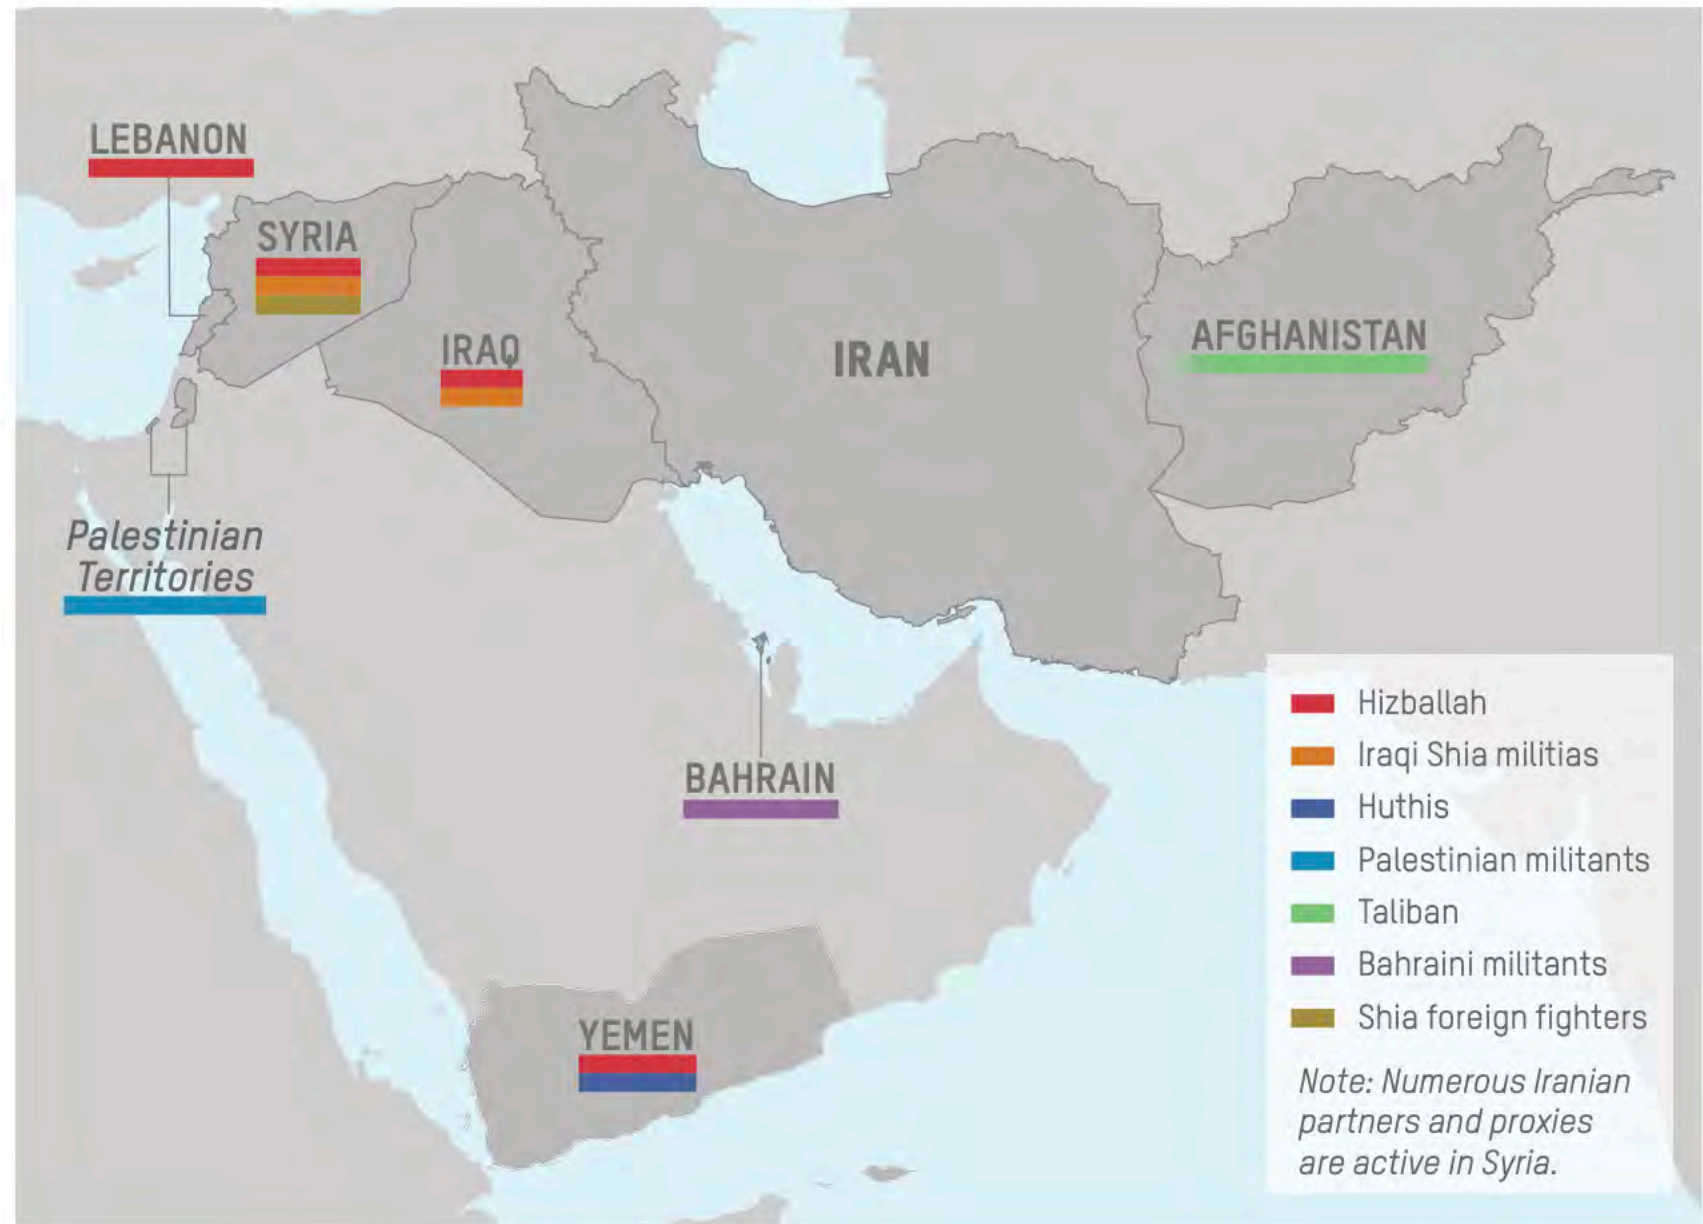 LEBANON
SYRIA
IRAQ
IRAN
AFGHANISTAN
Palestinian
Territories
BAHRAIN
YEMEN
Hizballah
Iraqi Shia militias
Huthis
Palestinian militants
Taliban
Bahraini militants
Shia foreign fighters
Note: Numerous Iranian
partners and proxies
are active in Syria.